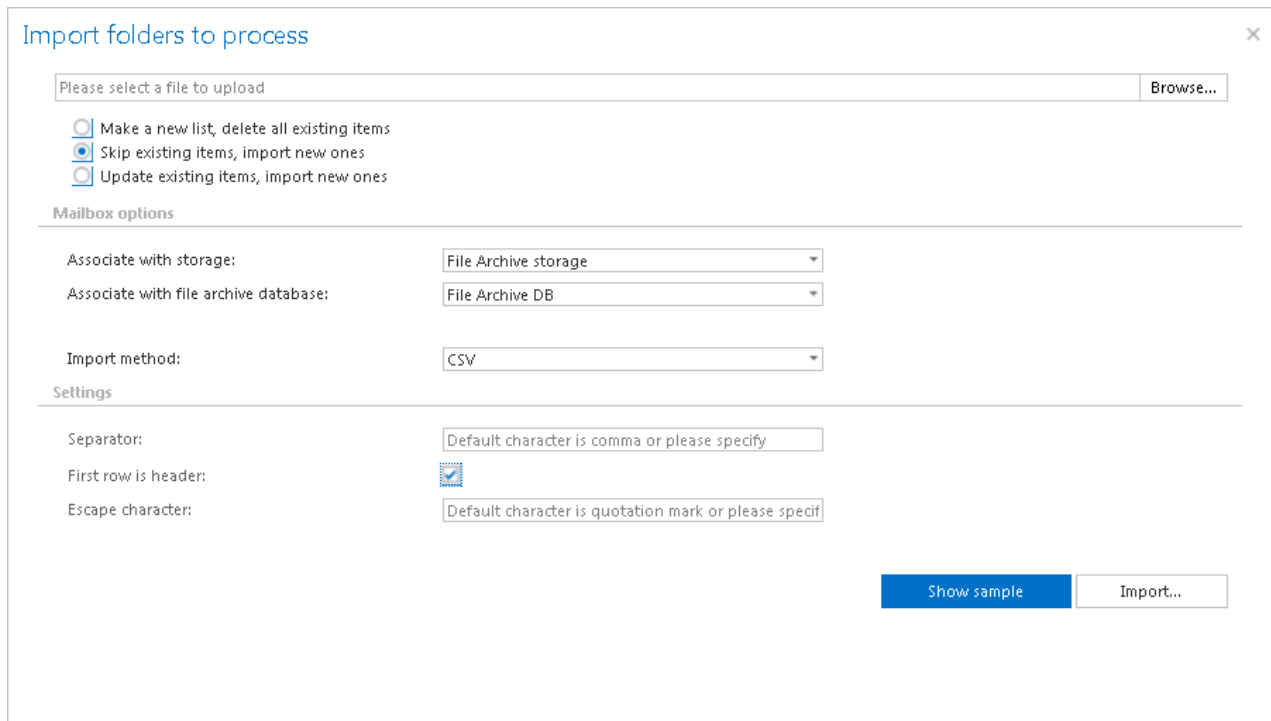 Import folders to process
Please select a file to upload Browse...
Make a new list, delete all existing items
Skip existing items, import new ones
Update existing items, import new ones
Mailbox options
Associate with storage: File Archive storage
Associate with file archive database: File Archive DB
Import method: CSV
Settings
Separator: Default character is comma or please specify
First row is header:
Escape character: Default character is quotation mark or please specif
Show sample Import...